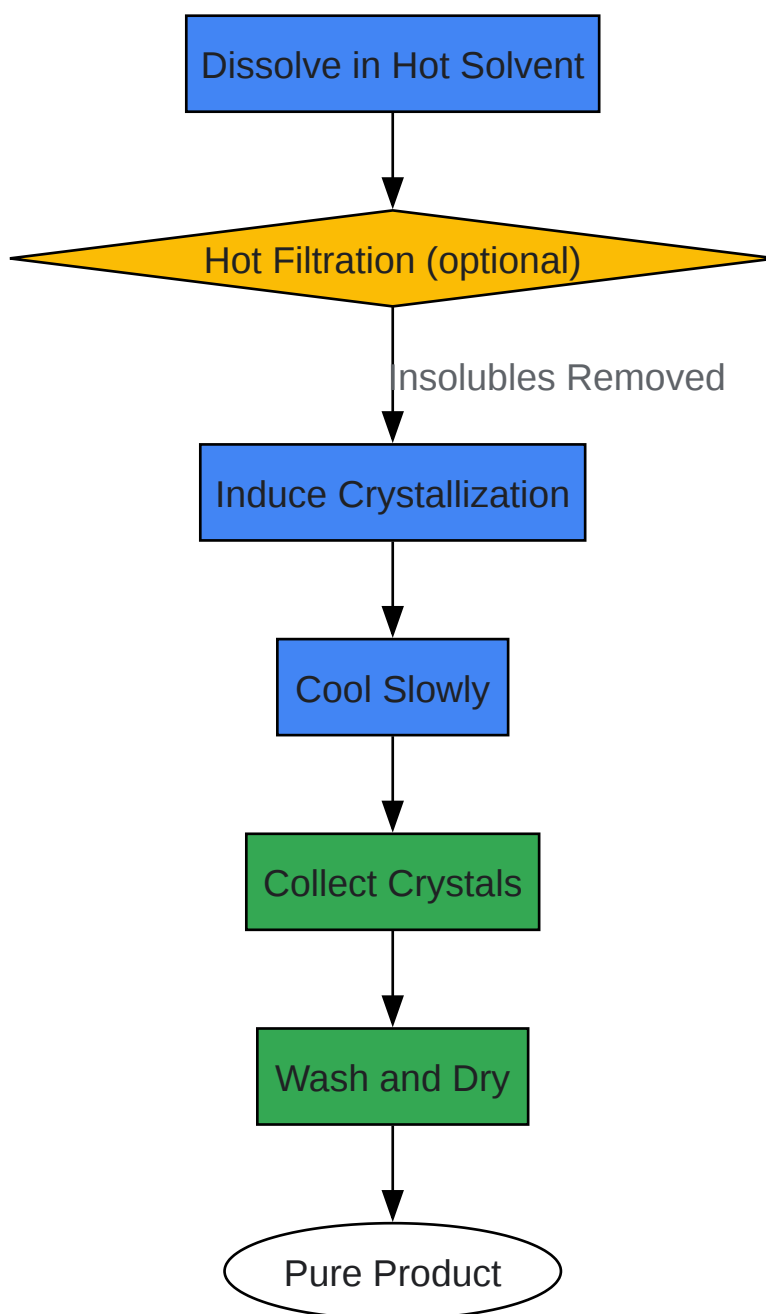 Dissolve in Hot Solvent
Hot Filtration (optional)
Insolubles Removed
Induce Crystallization
Cool Slowly
Collect Crystals
Wash and Dry
Pure Product